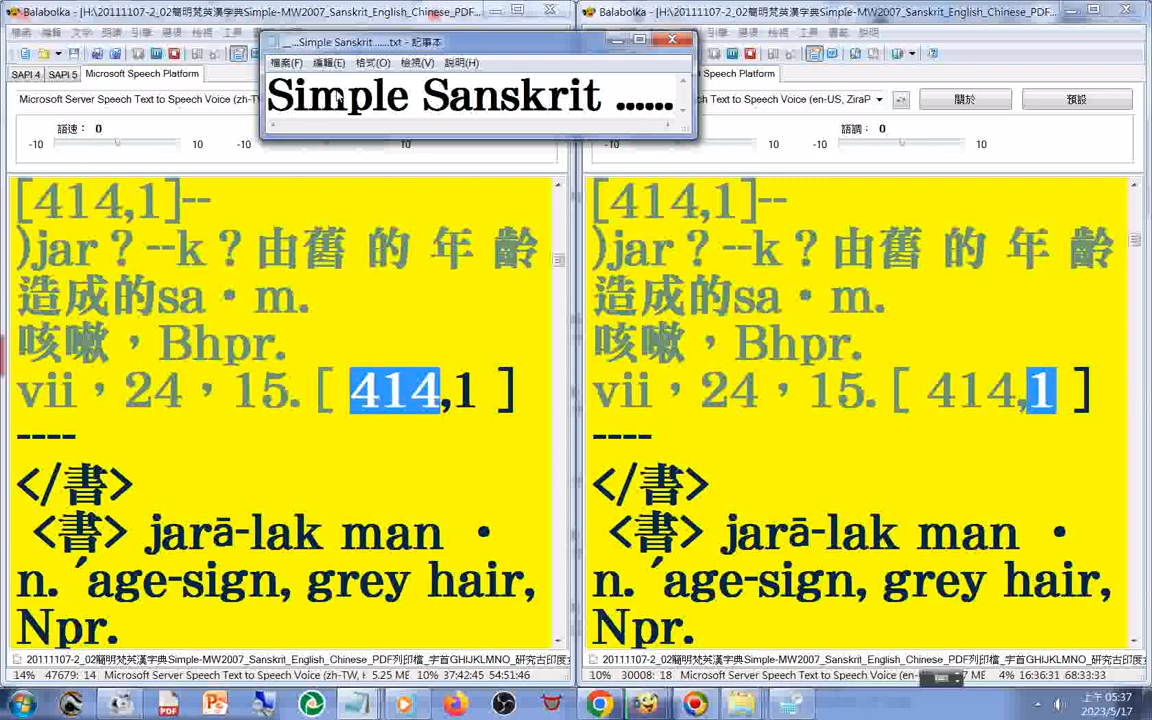 Balabolka - [H:\20111107-2_02簡明梵英漢字典Simple-MW2007_Sanskrit_English_Chinese_PDF...
Balabolka - [H:\20111107-2_02簡明梵英漢字典Simple-MW2007_Sanskrit_English_Chinese_PDF...
__...Simple Sanskrit ......txt - 記事本
檔案(F) 編輯(E) 格式(O) 檢視(V) 說明(H)
Simple Sanskrit ......
SAPI 4 SAPI 5 Microsoft Speech Platform
Speech Platform
Microsoft Server Speech Text to Speech Voice (zh-TW,
ch Text to Speech Voice (en-US, ZiraP
關於
預設
語速： 0
-10 10
10
語調： 0
-10 10 -10 10
[414,1]--
)jar？--k？由舊 的 年 齡
造成的sa・m.
咳嗽，Bhpr.
vii，24，15. [ 414,1 ]
----
</書>
<書> jarā-lak man ・
n. ´age-sign, grey hair,
Npr.
[414,1]--
)jar？--k？由舊 的 年 齡
造成的sa・m.
咳嗽，Bhpr.
vii，24，15. [ 414,1 ]
----
</書>
<書> jarā-lak man ・
n. ´age-sign, grey hair,
Npr.
20111107-2_02簡明梵英漢字典Simple-MW2007_Sanskrit_English_Chinese_PDF列印檔_字首GHIJKLMNO_研究古印度
20111107-2_02簡明梵英漢字典Simple-MW2007_Sanskrit_English_Chinese_PDF列印檔_字首GHIJKLMNO_研究古印度
14% 47679: 14 Microsoft Server Speech Text to Speech Voice (zh-TW, 5.25 ME 10% 37:42:45 54:51:46
10% 30008: 18 Microsoft Server Speech Text to Speech Voice (en- 7 ME 4% 16:36:31 68:33:33
上午 05:37
2023/5/17